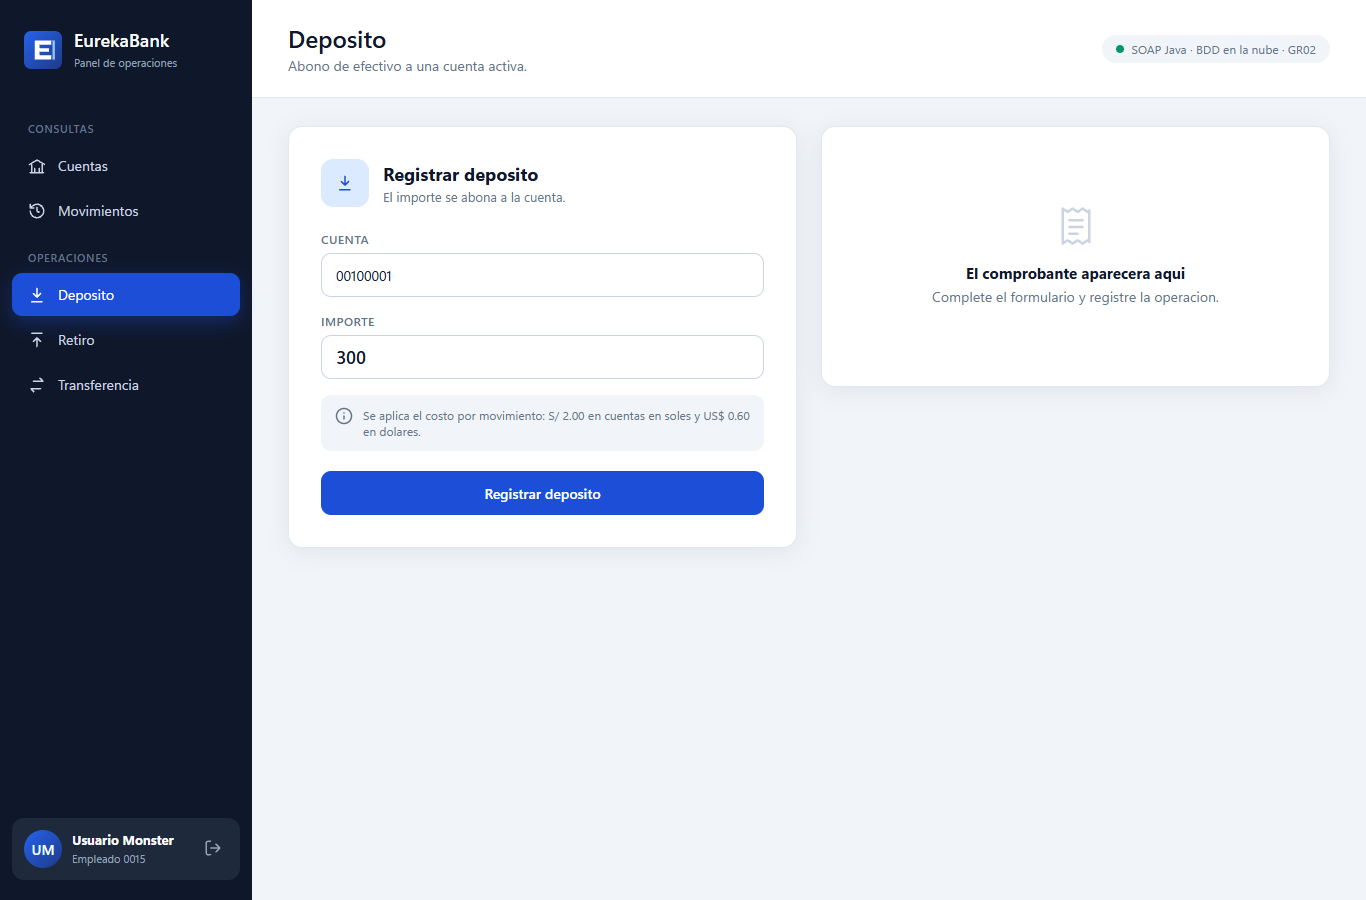 EurekaBank
Panel de operaciones
CONSULTAS
Cuentas
Movimientos
OPERACIONES
Deposito
Retiro
Transferencia
UM
Usuario Monster
Empleado 0015
Deposito
Abono de efectivo a una cuenta activa.
SOAP Java · BDD en la nube · GR02
Registrar deposito
El importe se abona a la cuenta.
CUENTA
00100001
IMPORTE
300
Se aplica el costo por movimiento: S/ 2.00 en cuentas en soles y US$ 0.60
en dolares.
Registrar deposito
El comprobante aparecera aqui
Complete el formulario y registre la operacion.